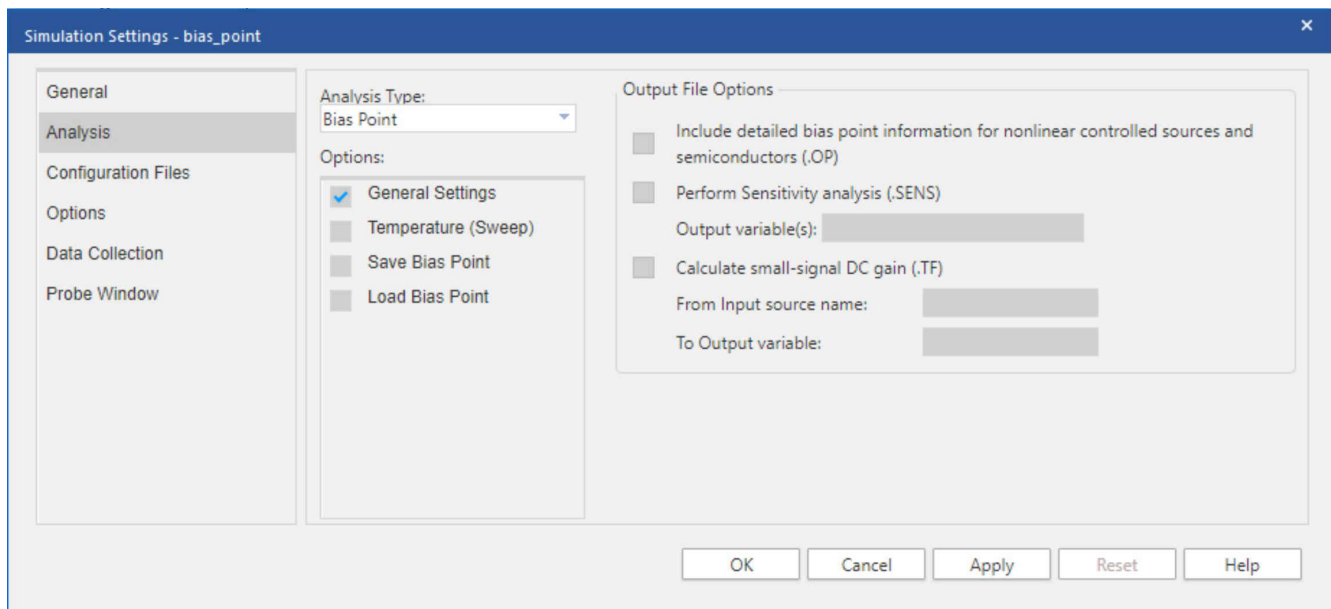 Simulation Settings - bias_point
×
General
Analysis
Configuration Files
Options
Data Collection
Probe Window
Analysis Type:
Bias Point
Options:
General Settings
Temperature (Sweep)
Save Bias Point
Load Bias Point
Output File Options
Include detailed bias point information for nonlinear controlled sources and
semiconductors (.OP)
Perform Sensitivity analysis (.SENS)
Output variable(s):
Calculate small-signal DC gain (.TF)
From Input source name:
To Output variable:
OK
Cancel
Apply
Reset
Help